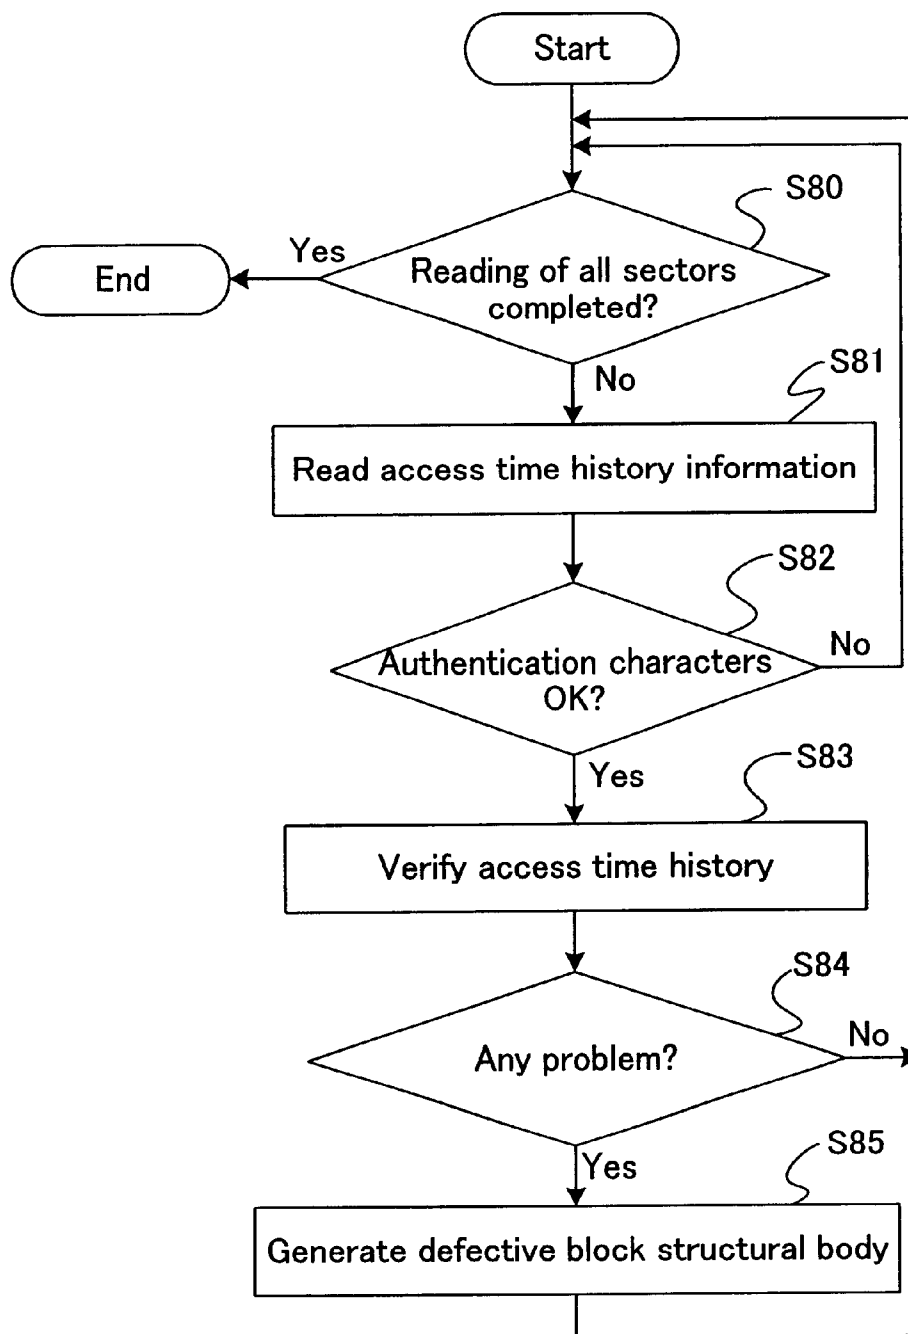 Start
S80
Yes
End
Reading of all sectors
completed?
No
S81
Read access time history information
S82
No
Authentication characters
OK?
Yes
S83
Verify access time history
S84
No
Any problem?
Yes
S85
Generate defective block structural body